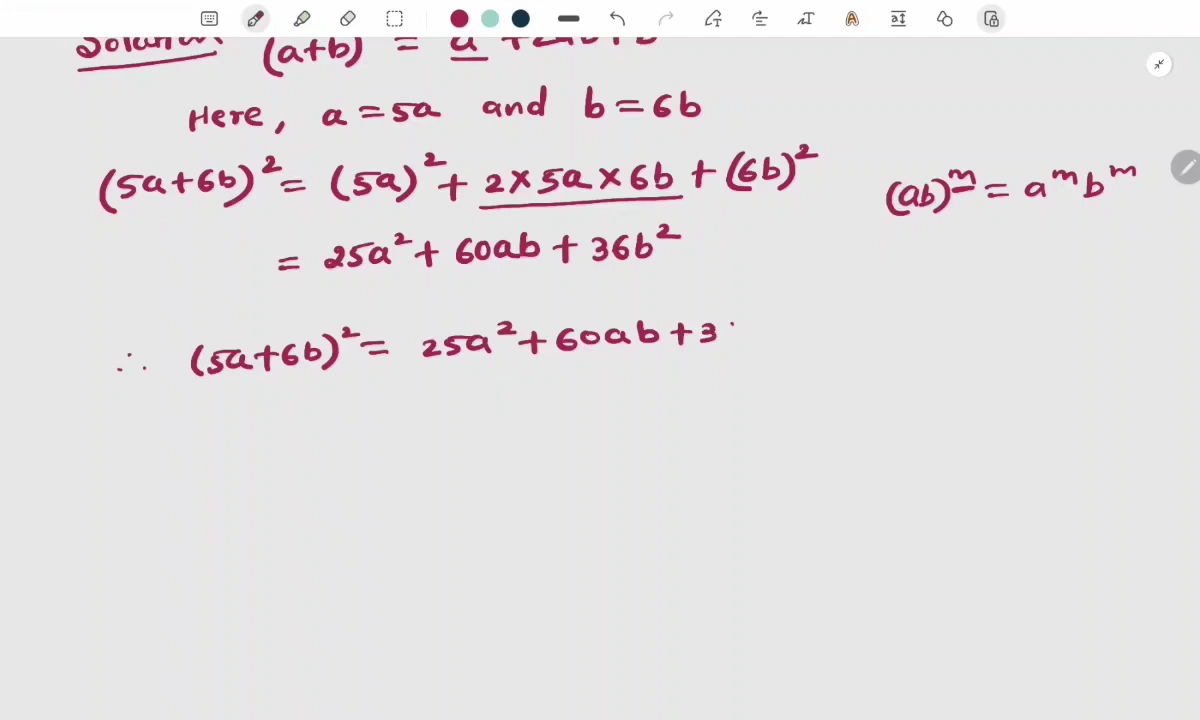 Solution (a+b) = a
Here, a = 5a and b = 6b
(5a+6b)² = (5a)² + 2×5a×6b + (6b)²
(ab)ᵐ = aᵐbᵐ
= 25a² + 60ab + 36b²
∴ (5a+6b)² = 25a² + 60ab + 3